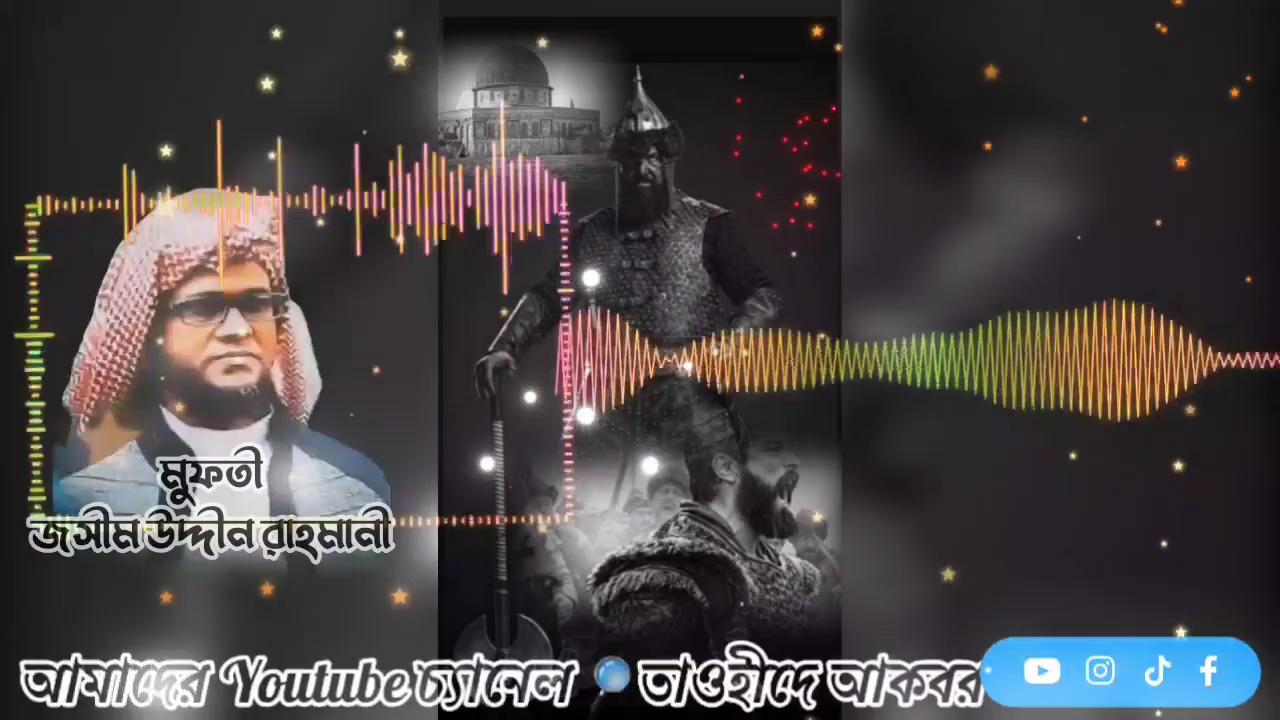 মুফতী
জসীম উদ্দীন রাহমানী
আমাদের Youtube চ্যানেল তাওহীদে আকবর